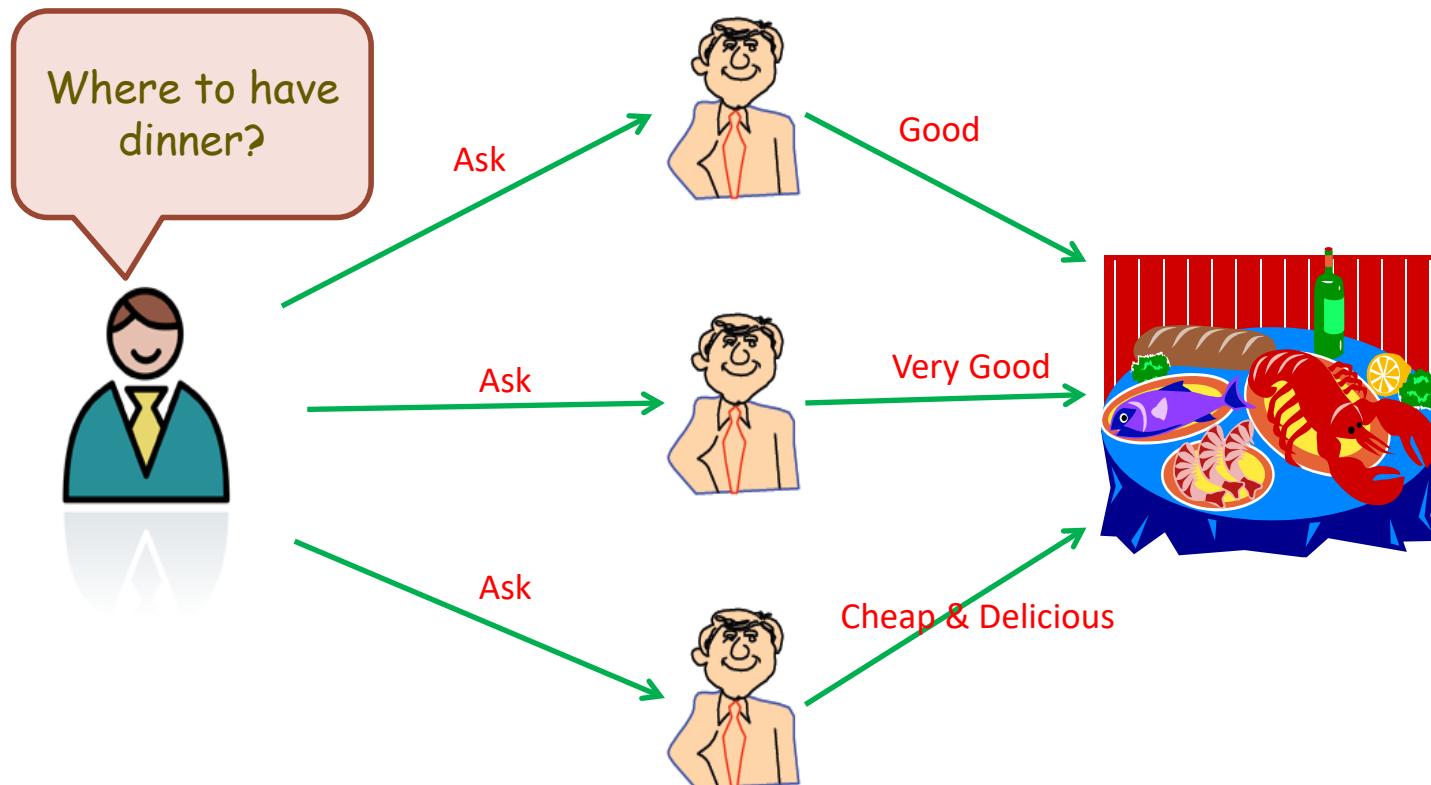 Where to have
dinner?
Ask
Good
Ask
Very Good
Ask
Cheap & Delicious